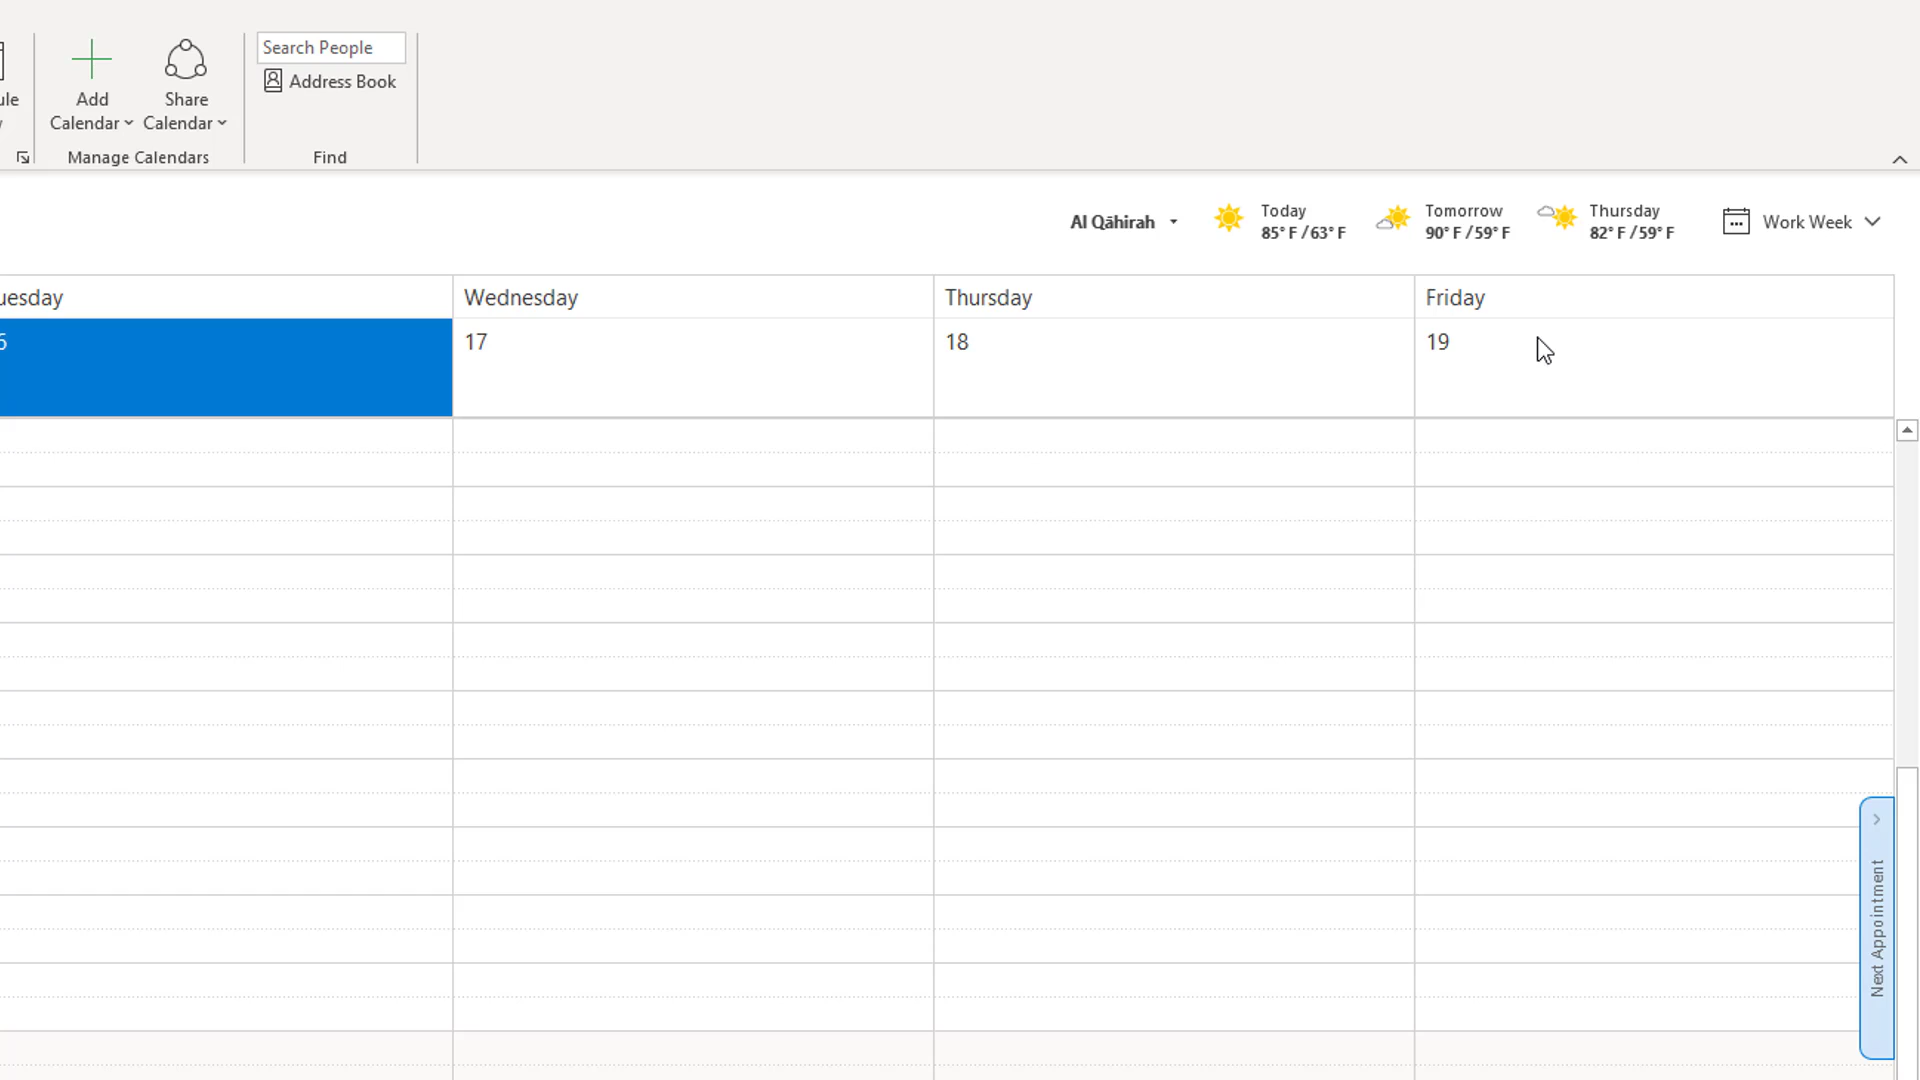 ule
Add
Calendar
Share
Calendar
Manage Calendars
Search People
Address Book
Find
Al Qāhirah
Today
85° F / 63° F
Tomorrow
90° F / 59° F
Thursday
82° F / 59° F
Work Week
uesday
Wednesday
Thursday
Friday
6
17
18
19
Next Appointment